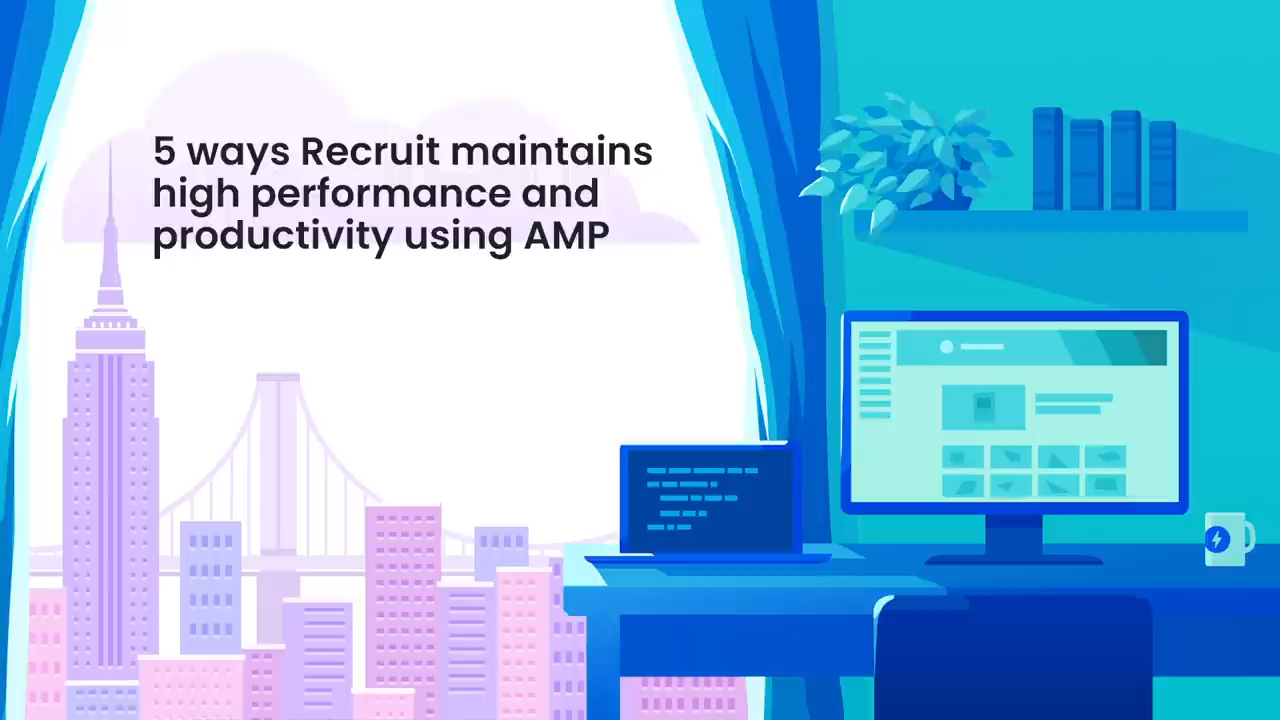 5 ways Recruit maintains
high performance and
productivity using AMP